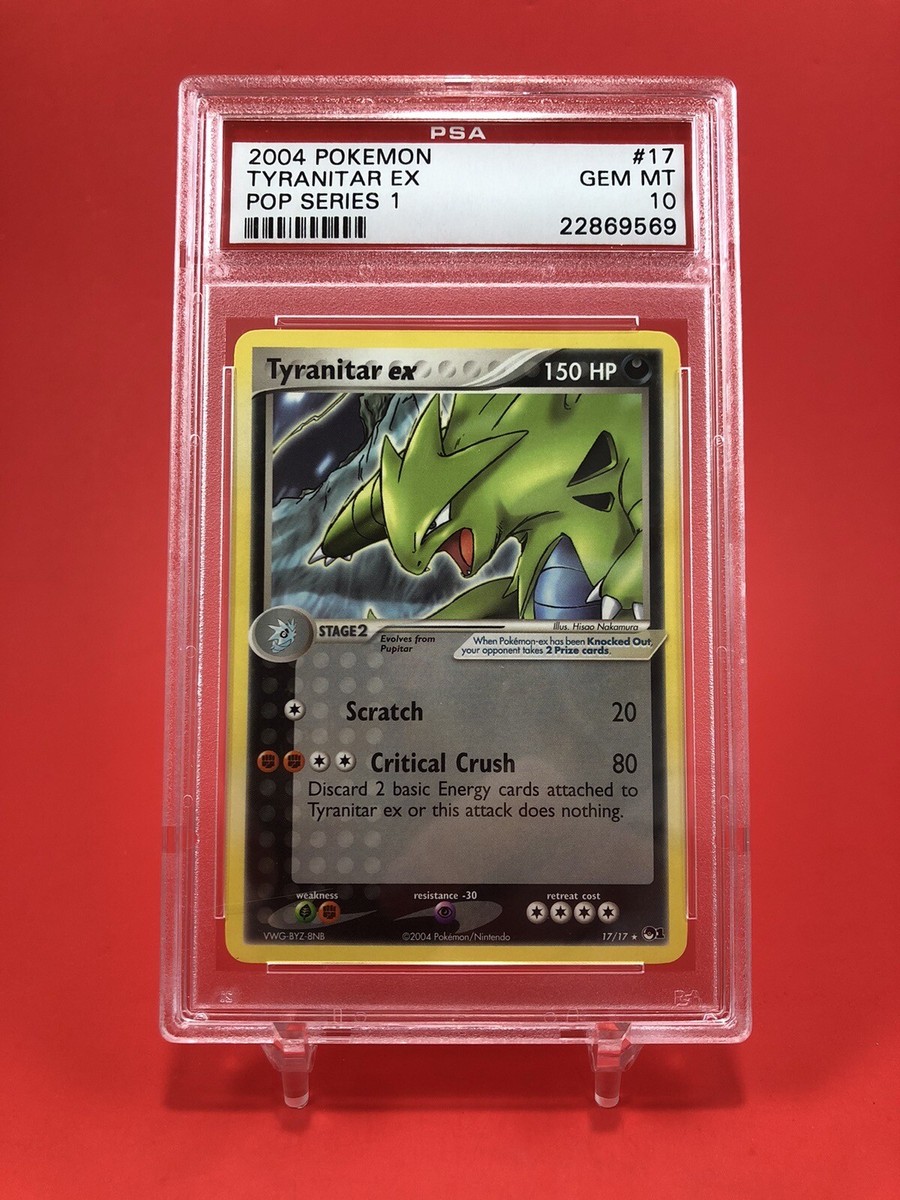 PSA
2004 POKEMON #17
TYRANITAR EX GEM MT
POP SERIES 1 10
22869569
Tyranitar ex 150 HP
Illus. Hisao Nakamura
STAGE2 Evolves from
Pupitar
When Pokémon-ex has been Knocked Out,
your opponent takes 2 Prize cards.
Scratch 20
Critical Crush 80
Discard 2 basic Energy cards attached to
Tyranitar ex or this attack does nothing.
weakness resistance -30 retreat cost
VWG-BYZ-BNB ©2004 Pokémon/Nintendo 17/17 ★ 1
PSA